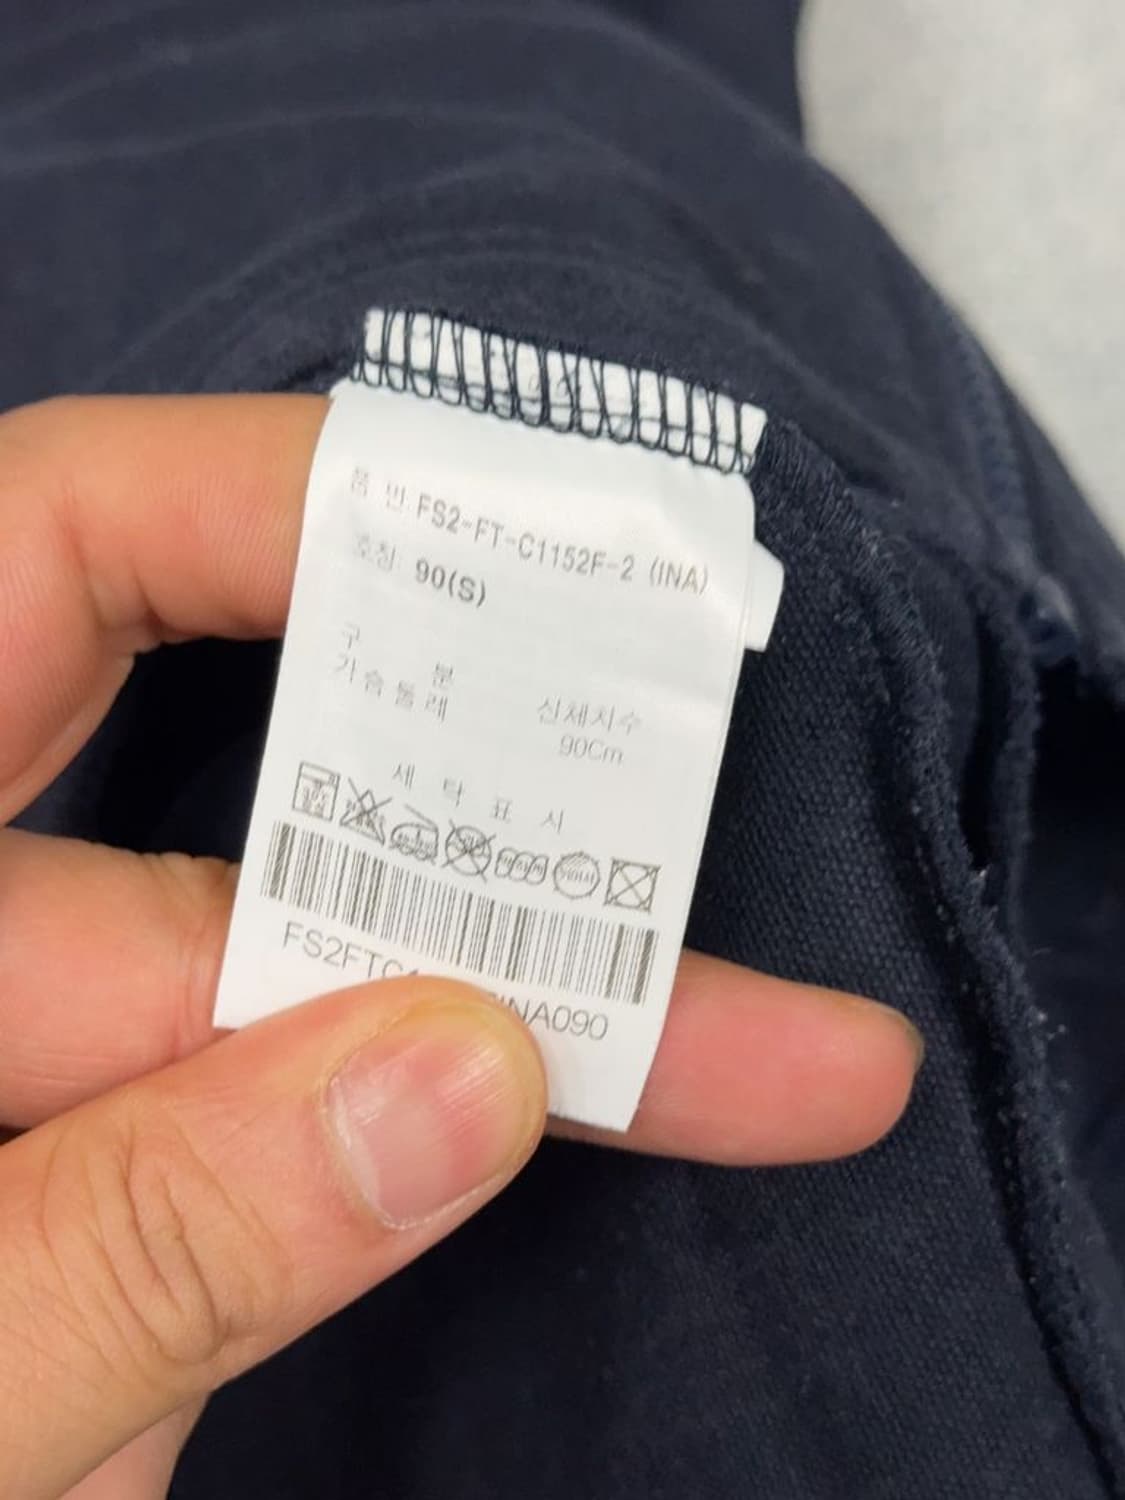 품 번 FS2-FT-C1152F-2 (INA)
호칭 90(S)
구 분 신체치수
가슴둘레 90Cm
세 탁 표 시
FS2FTC
INA090